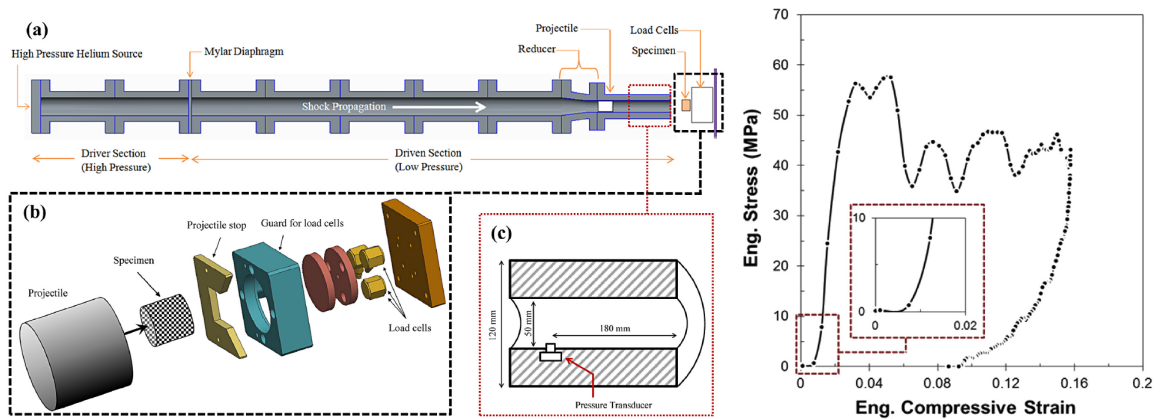 (a)
High Pressure Helium Source
Mylar Diaphragm
Reducer
Projectile
Load Cells
Specimen
Shock Propagation
Driver Section
(High Pressure)
Driven Section
(Low Pressure)
(b)
Projectile
Specimen
Projectile stop
Guard for load cells
Load cells
(c)
120 mm
50 mm
180 mm
Pressure Transducer
Eng. Stress (MPa)
70
60
50
40
30
20
10
0
10
0
0
0.02
0
0.04
0.08
0.12
0.16
0.2
Eng. Compressive Strain